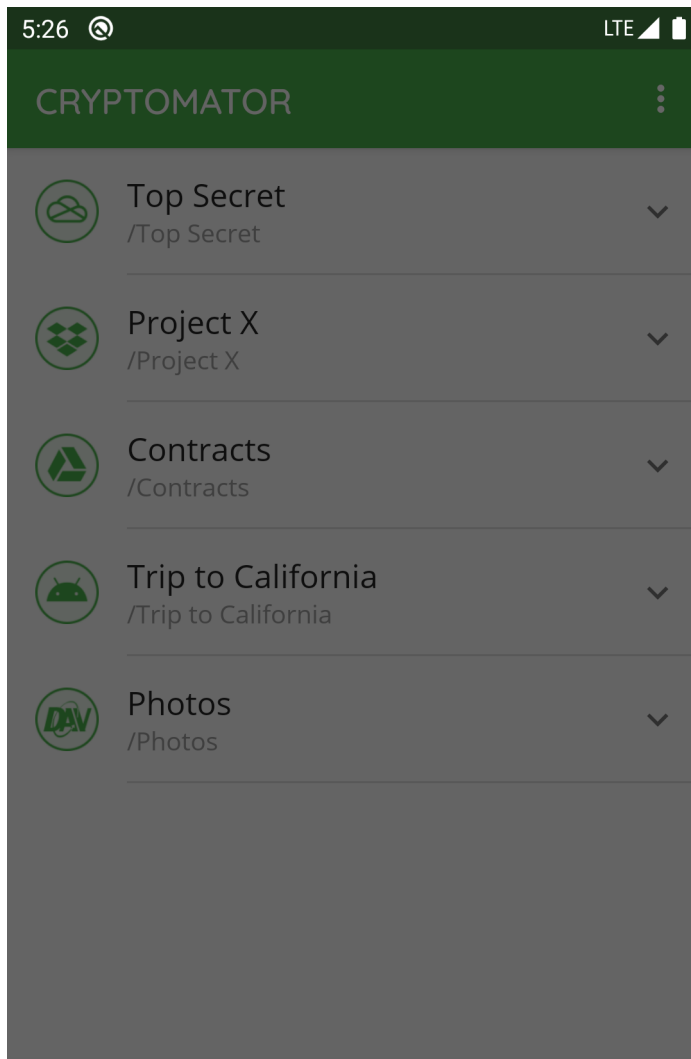 5:26 LTE
CRYPTOMATOR
Top Secret
/Top Secret
Project X
/Project X
Contracts
/Contracts
Trip to California
/Trip to California
DAV
Photos
/Photos